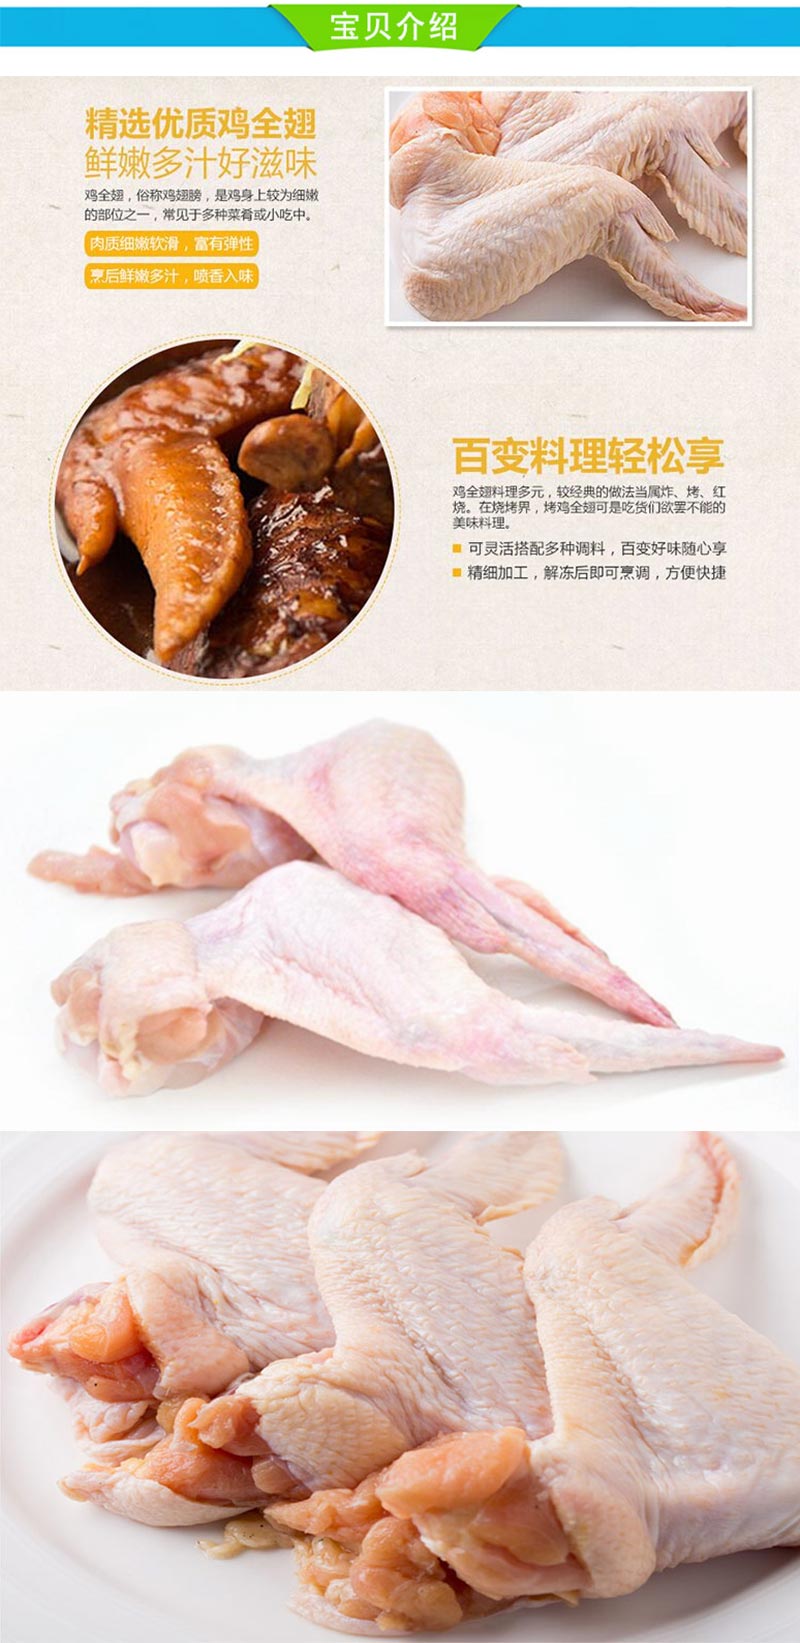 宝贝介绍
精选优质鸡全翅
鲜嫩多汁好滋味
鸡全翅，俗称鸡翅膀，是鸡身上较为细嫩
的部位之一，常见于多种菜肴或小吃中。
肉质细嫩软滑，富有弹性
烹后鲜嫩多汁，喷香入味
百变料理轻松享
鸡全翅料理多元，较经典的做法当属炸、烤、红
烧。在烧烤界，烤鸡全翅可是吃货们欲罢不能的
美味料理。
可灵活搭配多种调料，百变好味随心享
精细加工，解冻后即可烹调，方便快捷